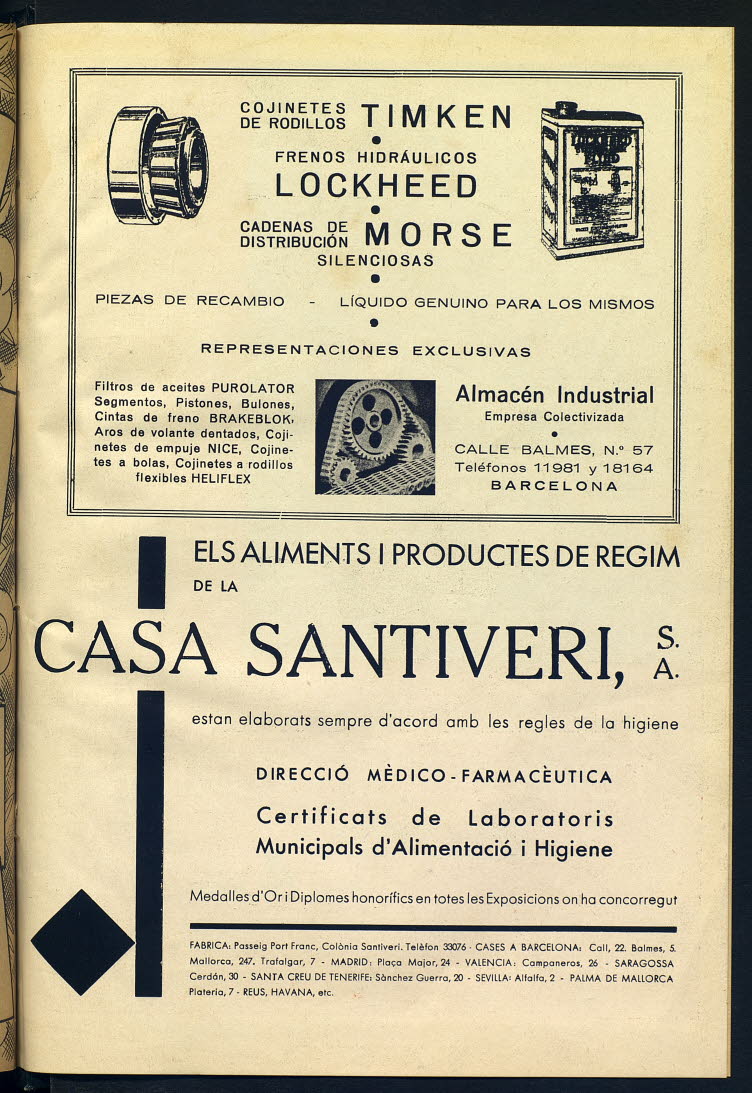 COJINETES
DE RODILLOS TIMKEN
FRENOS HIDRÁULICOS
LOCKHEED
CADENAS DE
DISTRIBUCIÓN MORSE
SILENCIOSAS
PIEZAS DE RECAMBIO - LÍQUIDO GENUINO PARA LOS MISMOS
REPRESENTACIONES EXCLUSIVAS
Filtros de aceites PUROLATOR
Segmentos, Pistones, Bulones,
Cintas de freno BRAKEBLOK,
Aros de volante dentados, Coji-
netes de empuje NICE, Cojine-
tes a bolas, Cojinetes a rodillos
flexibles HELIFLEX
Almacén Industrial
Empresa Colectivizada
CALLE BALMES, N.º 57
Teléfonos 11981 y 18164
BARCELONA
ELS ALIMENTS I PRODUCTES DE REGIM
DE LA
CASA SANTIVERI, S. A.
estan elaborats sempre d'acord amb les regles de la higiene
DIRECCIÓ MÈDICO-FARMACÈUTICA
Certificats de Laboratoris
Municipals d'Alimentació i Higiene
Medalles d'Or i Diplomes honorífics en totes les Exposicions on ha concorregut
FABRICA: Passeig Port Franc, Colònia Santiveri. Telèfon 33076 · CASES A BARCELONA: Call, 22. Balmes, 5.
Mallorca, 247. Trafalgar, 7 - MADRID: Plaça Major, 24 - VALENCIA: Campaneros, 26 - SARAGOSSA
Cerdán, 30 - SANTA CREU DE TENERIFE: Sànchez Guerra, 20 - SEVILLA: Alfalfa, 2 - PALMA DE MALLORCA
Plateria, 7 - REUS, HAVANA, etc.